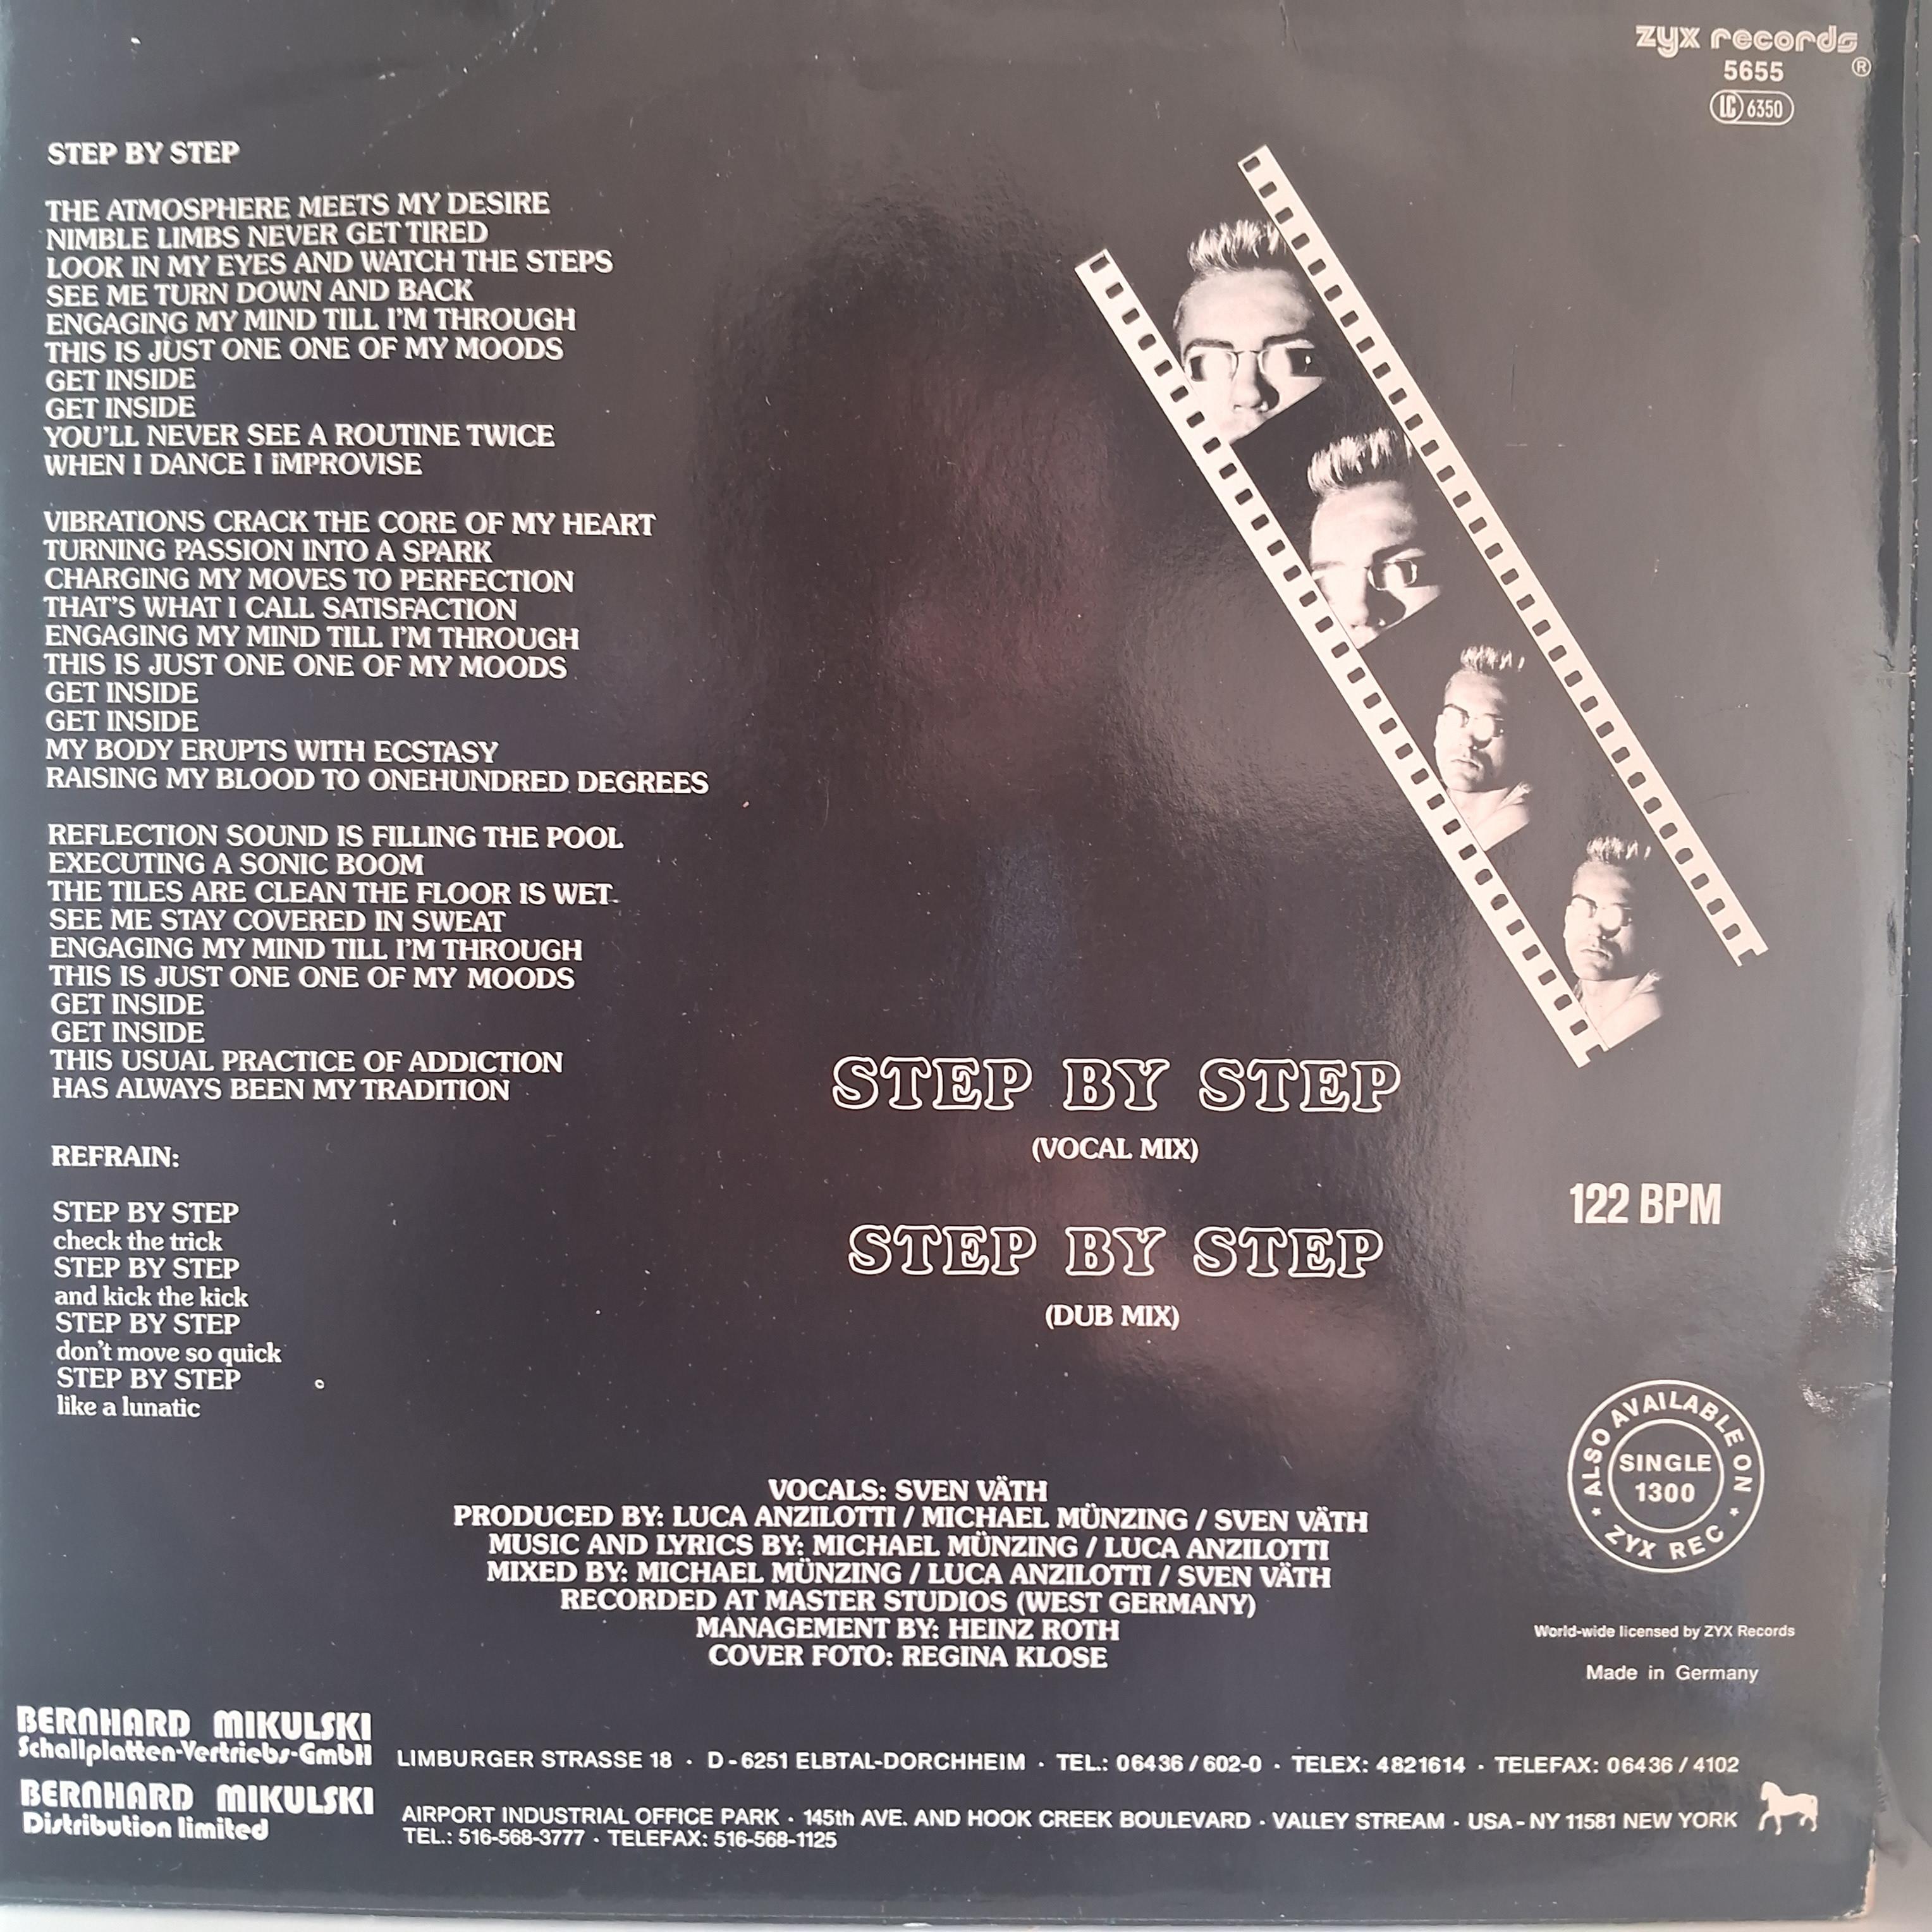 zyx records
5655 ®
LC 6350
STEP BY STEP
THE ATMOSPHERE MEETS MY DESIRE
NIMBLE LIMBS NEVER GET TIRED
LOOK IN MY EYES AND WATCH THE STEPS
SEE ME TURN DOWN AND BACK
ENGAGING MY MIND TILL I'M THROUGH
THIS IS JUST ONE ONE OF MY MOODS
GET INSIDE
GET INSIDE
YOU'LL NEVER SEE A ROUTINE TWICE
WHEN I DANCE I IMPROVISE
VIBRATIONS CRACK THE CORE OF MY HEART
TURNING PASSION INTO A SPARK
CHARGING MY MOVES TO PERFECTION
THAT'S WHAT I CALL SATISFACTION
ENGAGING MY MIND TILL I'M THROUGH
THIS IS JUST ONE ONE OF MY MOODS
GET INSIDE
GET INSIDE
MY BODY ERUPTS WITH ECSTASY
RAISING MY BLOOD TO ONEHUNDRED DEGREES
REFLECTION SOUND IS FILLING THE POOL
EXECUTING A SONIC BOOM
THE TILES ARE CLEAN THE FLOOR IS WET
SEE ME STAY COVERED IN SWEAT
ENGAGING MY MIND TILL I'M THROUGH
THIS IS JUST ONE ONE OF MY MOODS
GET INSIDE
GET INSIDE
THIS USUAL PRACTICE OF ADDICTION
HAS ALWAYS BEEN MY TRADITION
REFRAIN:
STEP BY STEP
check the trick
STEP BY STEP
and kick the kick
STEP BY STEP
don't move so quick
STEP BY STEP
like a lunatic
STEP BY STEP
(VOCAL MIX)
122 BPM
STEP BY STEP
(DUB MIX)
ALSO AVAILABLE ON
SINGLE
1300
* ZYX REC *
VOCALS: SVEN VÄTH
PRODUCED BY: LUCA ANZILOTTI / MICHAEL MÜNZING / SVEN VÄTH
MUSIC AND LYRICS BY: MICHAEL MÜNZING / LUCA ANZILOTTI
MIXED BY: MICHAEL MÜNZING / LUCA ANZILOTTI / SVEN VÄTH
RECORDED AT MASTER STUDIOS (WEST GERMANY)
MANAGEMENT BY: HEINZ ROTH
COVER FOTO: REGINA KLOSE
World-wide licensed by ZYX Records
Made in Germany
BERNHARD MIKULSKI
Schallplatten-Vertriebs-GmbH
LIMBURGER STRASSE 18 · D - 6251 ELBTAL-DORCHHEIM · TEL.: 06436 / 602-0 · TELEX: 4821614 · TELEFAX: 06436 / 4102
BERNHARD MIKULSKI
Distribution limited
AIRPORT INDUSTRIAL OFFICE PARK · 145th AVE. AND HOOK CREEK BOULEVARD · VALLEY STREAM · USA - NY 11581 NEW YORK
TEL.: 516-568-3777 · TELEFAX: 516-568-1125